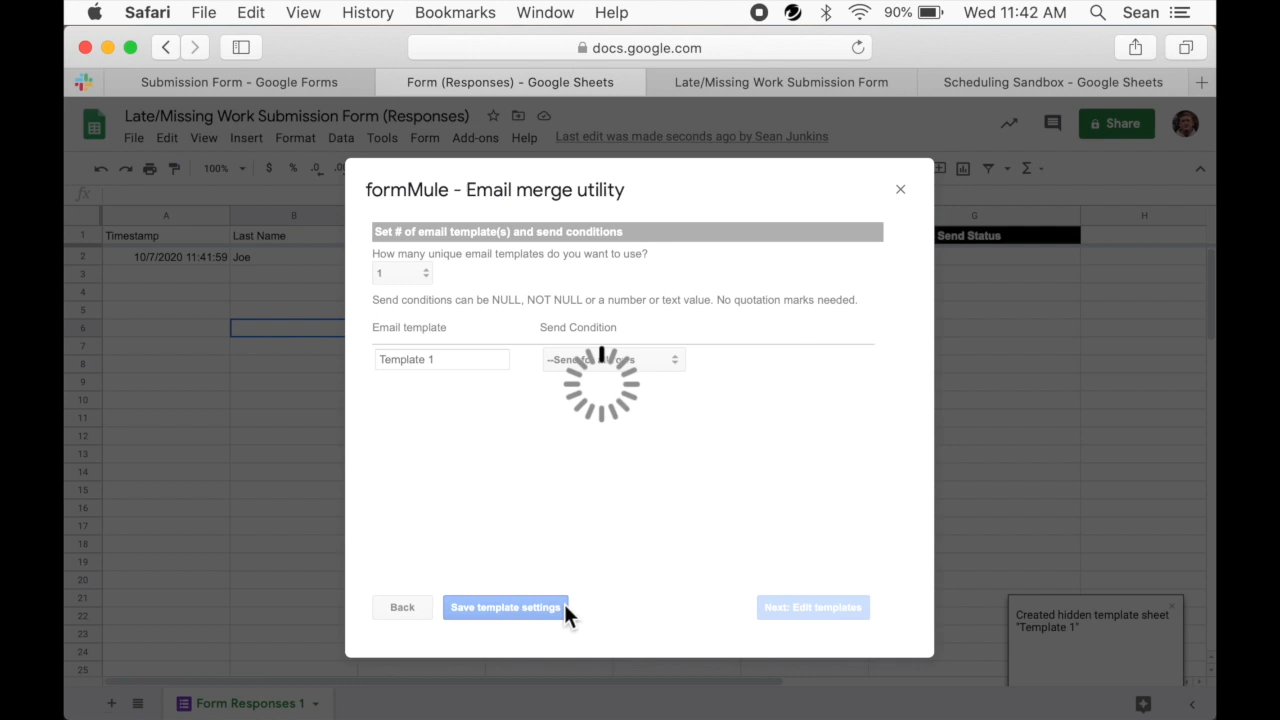 Safari File Edit View History Bookmarks Window Help 90% Wed 11:42 AM Sean
docs.google.com
Submission Form - Google Forms Form (Responses) - Google Sheets Late/Missing Work Submission Form Scheduling Sandbox - Google Sheets
Late/Missing Work Submission Form (Responses)
File Edit View Insert Format Data Tools Form Add-ons Help Last edit was made seconds ago by Sean Junkins
Share
100% $ % .0
fx
A B G H
1 Timestamp Last Name Send Status
2 10/7/2020 11:41:59 Joe
3
4
5
6
7
8
9
10
11
12
13
14
15
16
17
18
19
20
21
22
23
24
25
formMule - Email merge utility
Set # of email template(s) and send conditions
How many unique email templates do you want to use?
1
Send conditions can be NULL, NOT NULL or a number or text value. No quotation marks needed.
Email template Send Condition
Template 1
Back Save template settings Next: Edit templates
Created hidden template sheet
"Template 1"
Form Responses 1